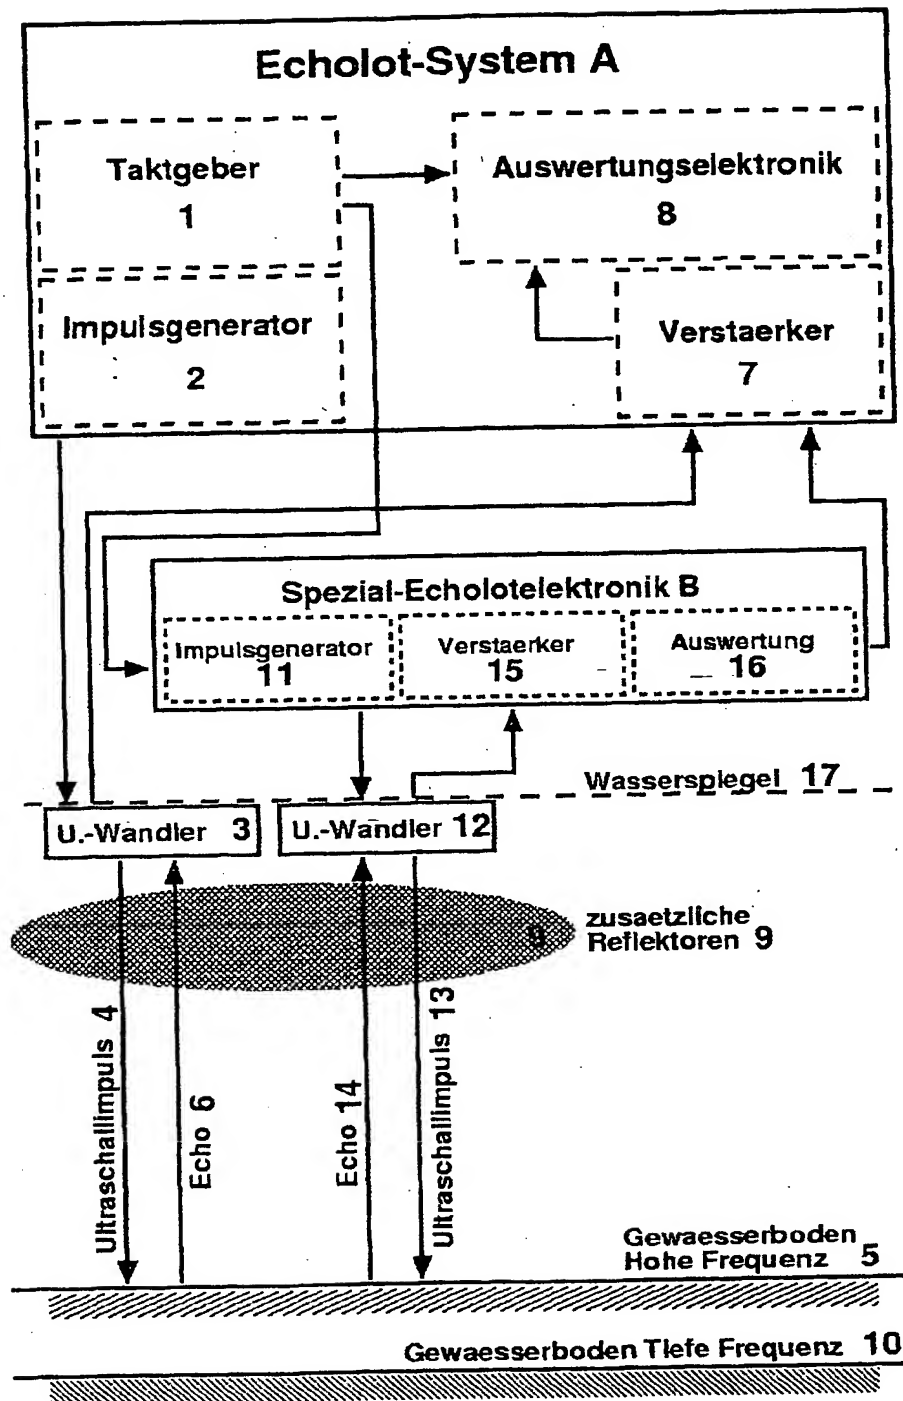 Echolot-System A
Taktgeber
1
Auswertungselektronik
8
Impulsgenerator
2
Verstaerker
7
Spezial-Echolotelektronik B
Impulsgenerator
11
Verstaerker
15
Auswertung
16
Wasserspiegel 17
U.-Wandler 3
U.-Wandler 12
zusaetzliche
Reflektoren 9
9
Ultraschallimpuls 4
Echo 6
Echo 14
Ultraschallimpuls 13
Gewaesserboden
Hohe Frequenz 5
Gewaesserboden Tiefe Frequenz 10